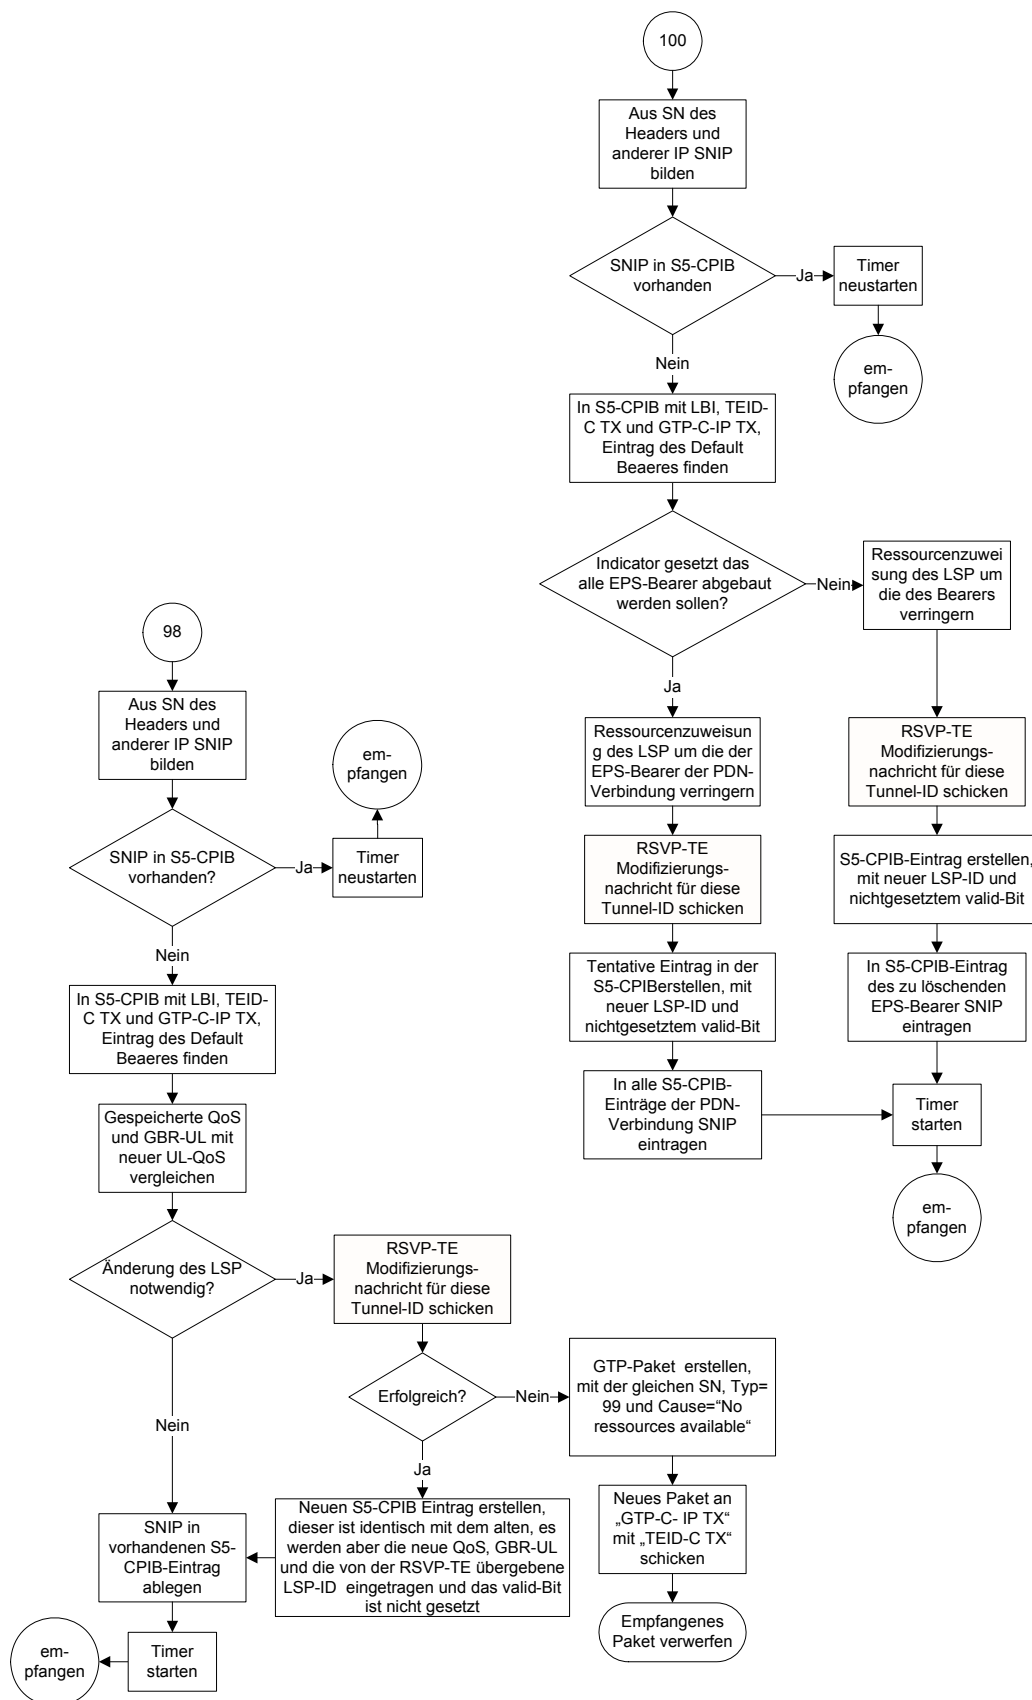 100
Aus SN des
Headers und
anderer IP SNIP
bilden
SNIP in S5-CPIB
vorhanden
Ja
Timer
neustarten
em-
pfangen
Nein
In S5-CPIB mit LBI, TEID-
C TX und GTP-C-IP TX,
Eintrag des Default
Beaeres finden
Indicator gesetzt das
alle EPS-Bearer abgebaut
werden sollen?
Nein
Ressourcenzuwei
sung des LSP um
die des Bearers
verringern
Ja
Ressourcenzuweisun
g des LSP um die der
EPS-Bearer der PDN-
Verbindung verringern
RSVP-TE
Modifizierungs-
nachricht für diese
Tunnel-ID schicken
RSVP-TE
Modifizierungs-
nachricht für diese
Tunnel-ID schicken
S5-CPIB-Eintrag erstellen,
mit neuer LSP-ID und
nichtgesetztem valid-Bit
Tentative Eintrag in der
S5-CPIBerstellen, mit
neuer LSP-ID und
nichtgesetztem valid-Bit
In S5-CPIB-Eintrag
des zu löschenden
EPS-Bearer SNIP
eintragen
In alle S5-CPIB-
Einträge der PDN-
Verbindung SNIP
eintragen
Timer
starten
em-
pfangen
98
Aus SN des
Headers und
anderer IP SNIP
bilden
SNIP in S5-CPIB
vorhanden?
Ja
Timer
neustarten
em-
pfangen
Nein
In S5-CPIB mit LBI, TEID-
C TX und GTP-C-IP TX,
Eintrag des Default
Beaeres finden
Gespeicherte QoS
und GBR-UL mit
neuer UL-QoS
vergleichen
Änderung des LSP
notwendig?
Ja
RSVP-TE
Modifizierungs-
nachricht für diese
Tunnel-ID schicken
Erfolgreich?
Nein
GTP-Paket erstellen,
mit der gleichen SN, Typ=
99 und Cause=“No
ressources available“
Nein
Ja
Neuen S5-CPIB Eintrag erstellen,
dieser ist identisch mit dem alten, es
werden aber die neue QoS, GBR-UL
und die von der RSVP-TE übergebene
LSP-ID eingetragen und das valid-Bit
ist nicht gesetzt
Neues Paket an
„GTP-C- IP TX“
mit „TEID-C TX“
schicken
SNIP in
vorhandenen S5-
CPIB-Eintrag
ablegen
Empfangenes
Paket verwerfen
Timer
starten
em-
pfangen